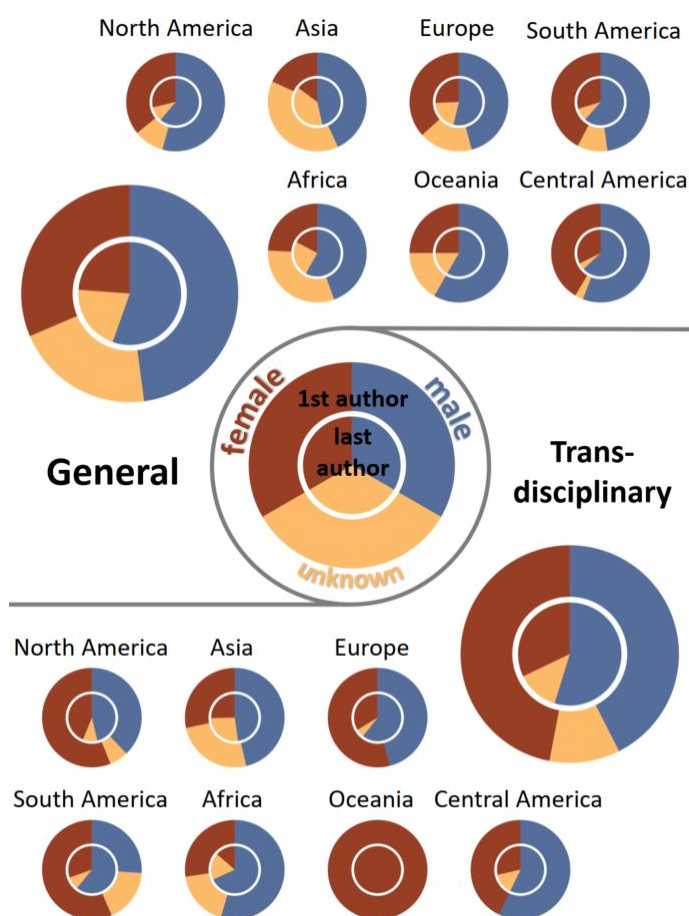 North America
Asia
Europe
South America
Africa
Oceania
Central America
female
1st author
male
last
author
unknown
General
Trans-
disciplinary
North America
Asia
Europe
South America
Africa
Oceania
Central America